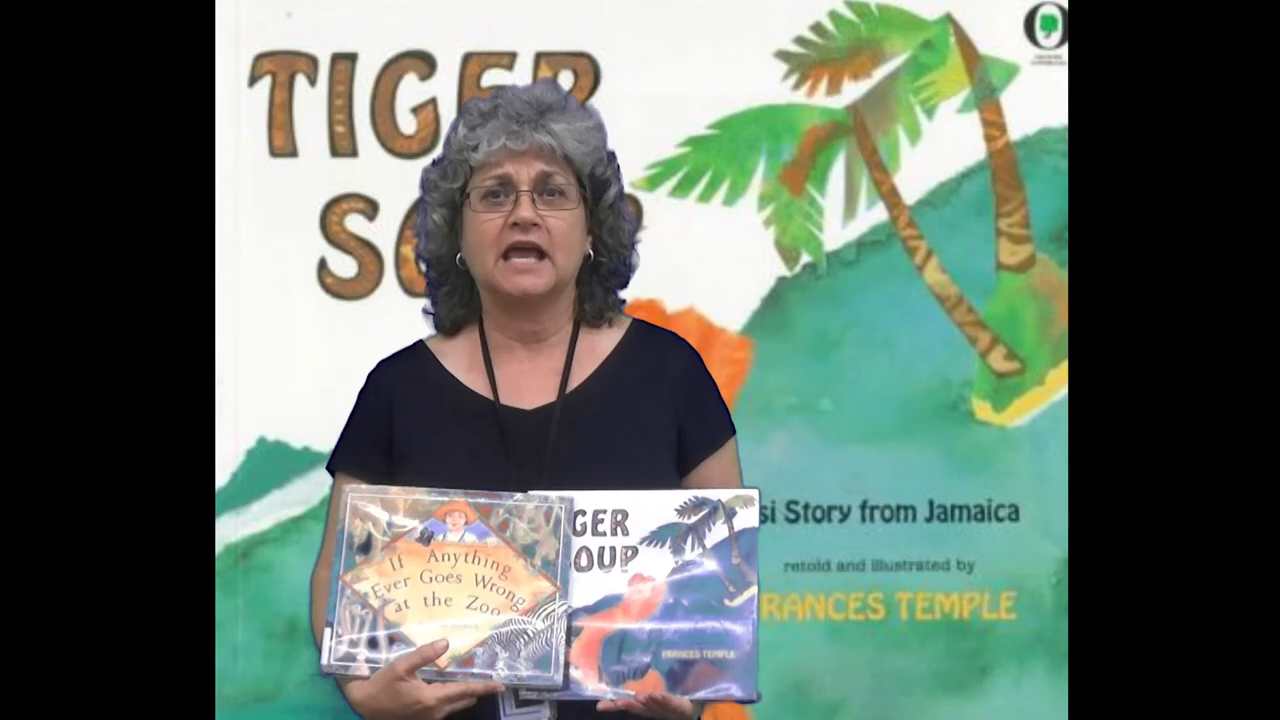 TIGER
SO
si Story from Jamaica
retold and illustrated by
RANCES TEMPLE
If Anything
Ever Goes Wrong
at the Zoo
GER
OUP
FRANCES TEMPLE